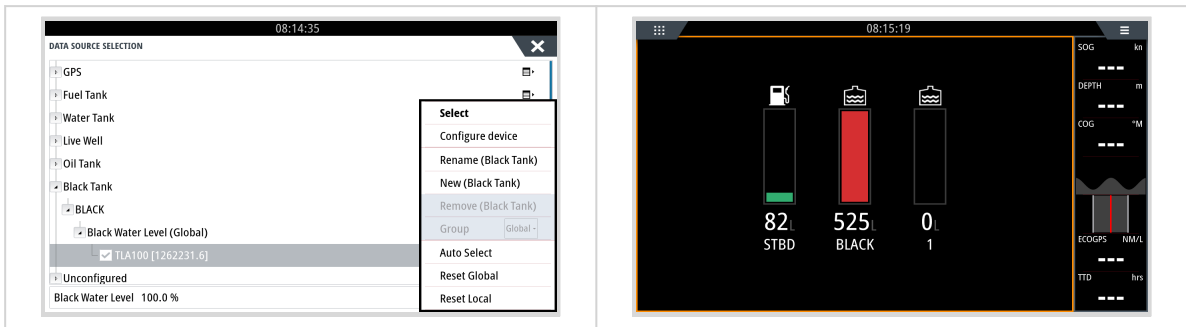 08:14:35
DATA SOURCE SELECTION
GPS
Fuel Tank
Water Tank
Live Well
Oil Tank
Black Tank
BLACK
Black Water Level (Global)
TLA100 [1262231.6]
Unconfigured
Black Water Level 100.0 %
Select
Configure device
Rename (Black Tank)
New (Black Tank)
Remove (Black Tank)
Group Global
Auto Select
Reset Global
Reset Local
08:15:19
82L 525L 0L
STBD BLACK 1
SOG kn
---
DEPTH m
---
COG °M
---
ECOGPS NM/L
---
TTD hrs
---